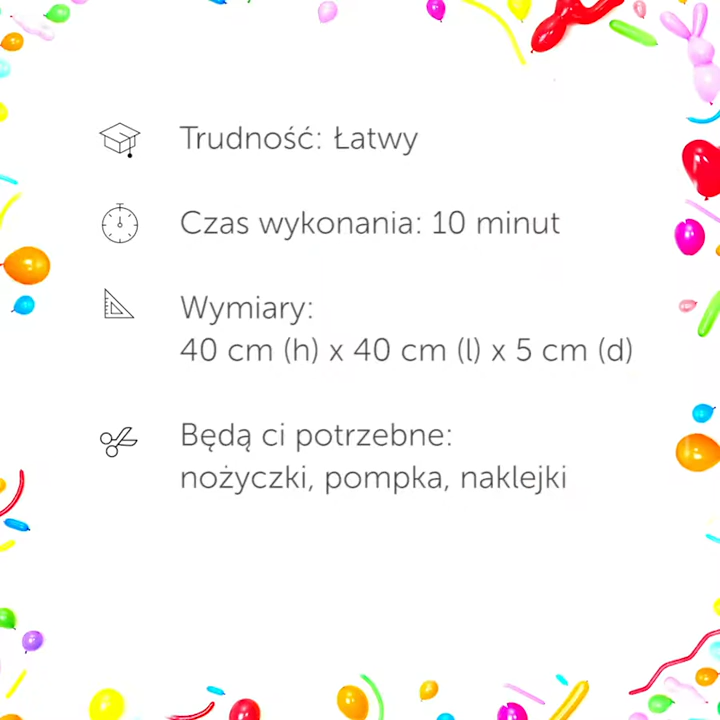 Trudność: Łatwy
Czas wykonania: 10 minut
Wymiary:
40 cm (h) x 40 cm (l) x 5 cm (d)
Będą ci potrzebne:
nożyczki, pompka, naklejki